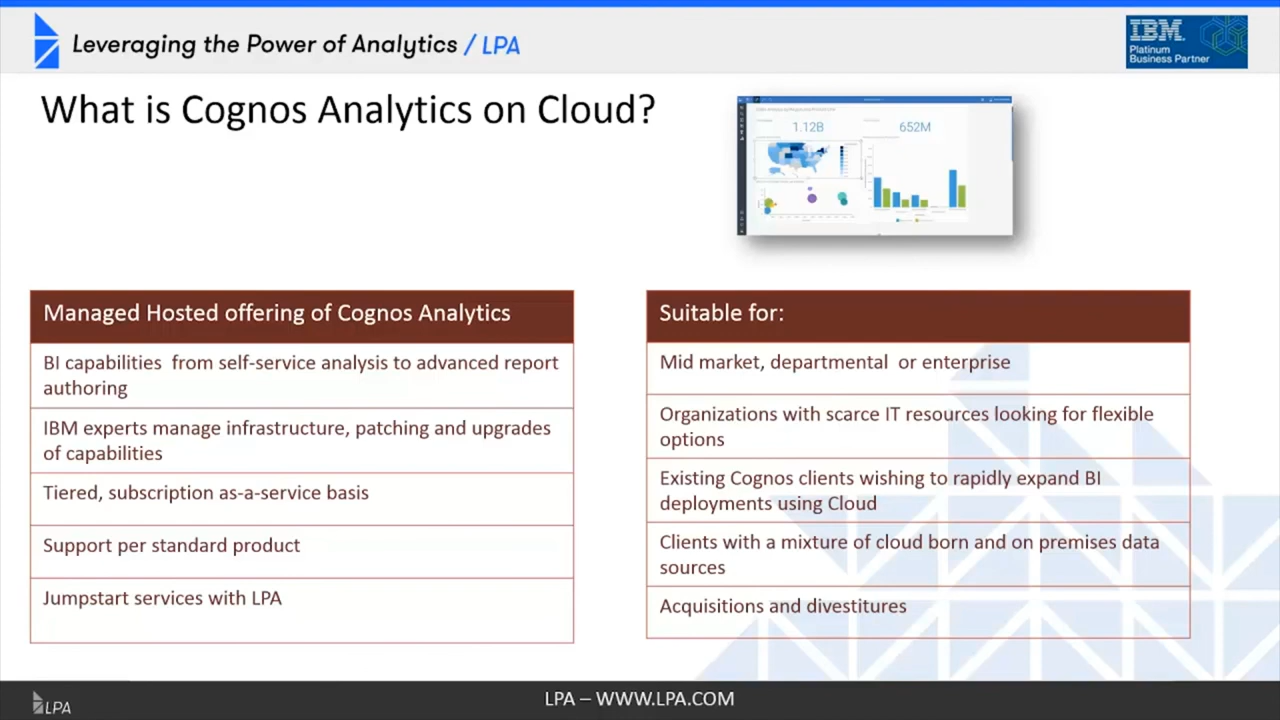 Leveraging the Power of Analytics / LPA
IBM
Platinum
Business Partner
What is Cognos Analytics on Cloud?
1.12B
652M
Managed Hosted offering of Cognos Analytics
BI capabilities from self-service analysis to advanced report
authoring
IBM experts manage infrastructure, patching and upgrades
of capabilities
Tiered, subscription as-a-service basis
Support per standard product
Jumpstart services with LPA
Suitable for:
Mid market, departmental or enterprise
Organizations with scarce IT resources looking for flexible
options
Existing Cognos clients wishing to rapidly expand BI
deployments using Cloud
Clients with a mixture of cloud born and on premises data
sources
Acquisitions and divestitures
LPA
LPA – WWW.LPA.COM